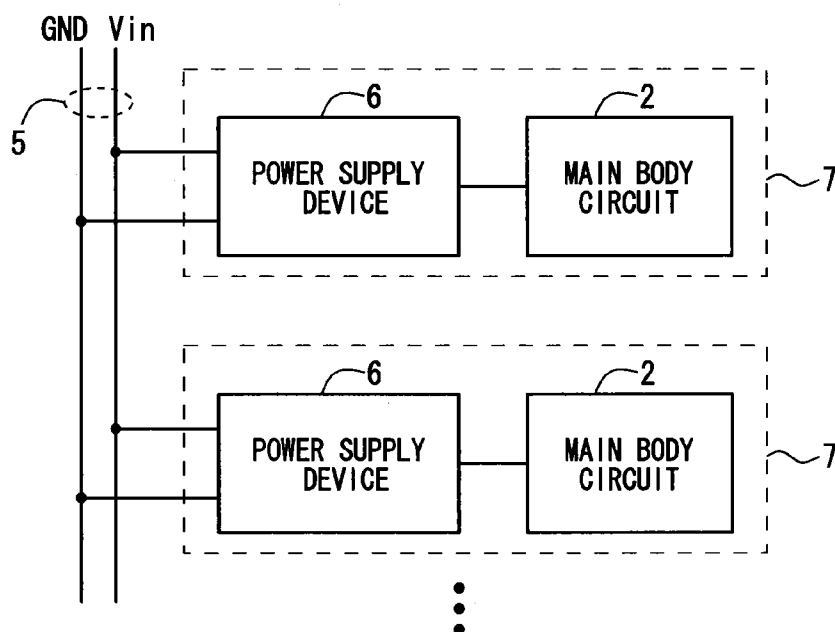 GND Vin
5
6
2
POWER SUPPLY
DEVICE
MAIN BODY
CIRCUIT
7
6
2
POWER SUPPLY
DEVICE
MAIN BODY
CIRCUIT
7